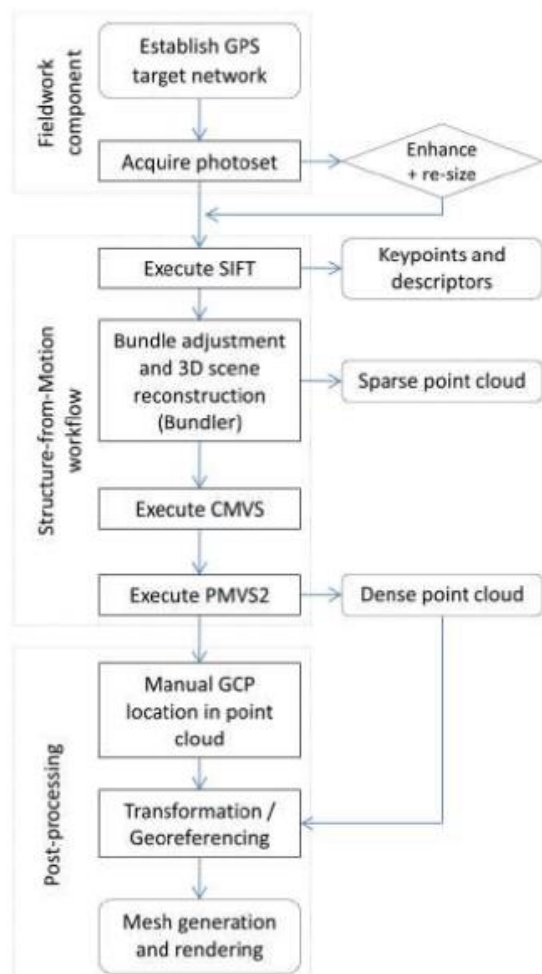 Fieldwork
component
Establish GPS
target network
Acquire photoset
Enhance
+ re-size
Structure-from-Motion
workflow
Execute SIFT
Keypoints and
descriptors
Bundle adjustment
and 3D scene
reconstruction
(Bundler)
Sparse point cloud
Execute CMVS
Execute PMVS2
Dense point cloud
Post-processing
Manual GCP
location in point
cloud
Transformation /
Georeferencing
Mesh generation
and rendering